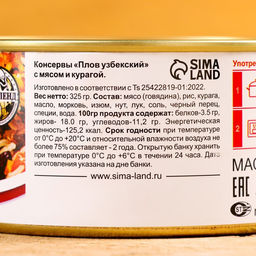 Консервы «Плов узбекский»
с мясом и курагой.
SIMA
LAND
Изготовлено в соответствии с Ts 25422819-01:2022.
Вес нетто: 325 гр. Состав: мясо (говядина), рис, курага,
масло, морковь, изюм, нут, лук, соль, черный перец,
специи, вода. 100гр продукта содержат: белков-3.5 гр,
жиров- 18.0 гр, углеводов-11,2 гр. Энергетическая
ценность-125,2 ккал. Срок годности при температуре
от 0°С до +20°С и относительной влажности воздуха не
более 75% составляет - 2 года. Открытую банку хранить
при температуре 0°С до +6°С в течении 24 часа. Дата
изготовления указана на дне банки.
www.sima-land.ru
ЛЕНД
Употре
1
2
МАС
EAC